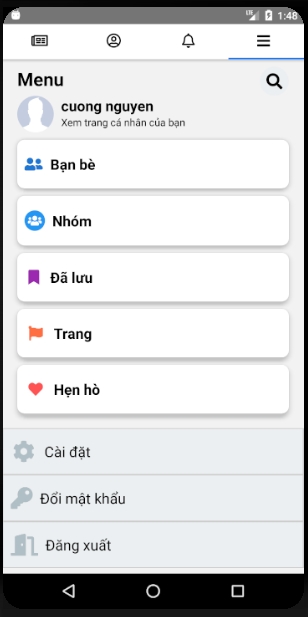 1:48
Menu
cuong nguyen
Xem trang cá nhân của bạn
Bạn bè
Nhóm
Đã lưu
Trang
Hẹn hò
Cài đặt
Đổi mật khẩu
Đăng xuất